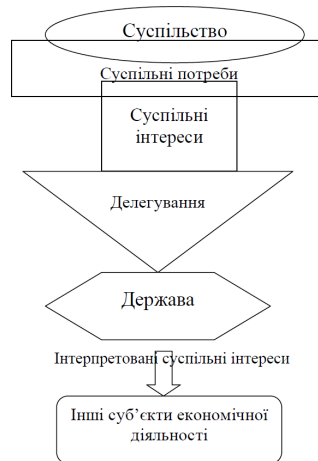 Суспільство
Суспільні потреби
Суспільні
інтереси
Делегування
Держава
Інтерпретовані суспільні інтереси
Інші суб’єкти економічної
діяльності